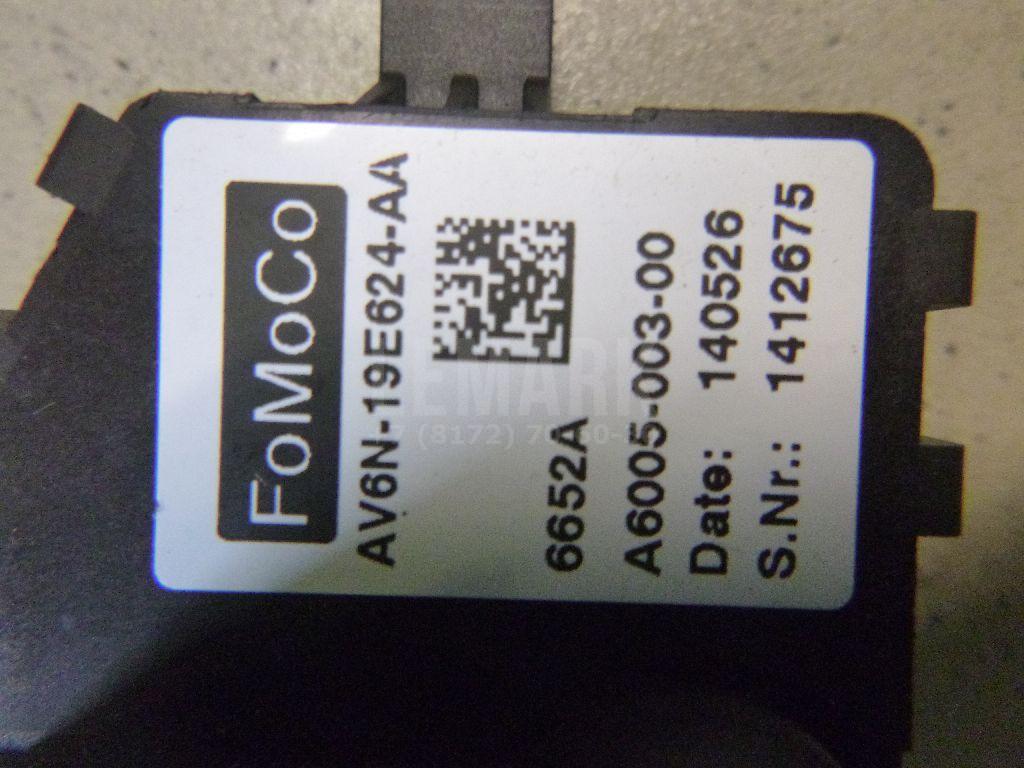 FoMoCo
AV6N-19E624-AA
6652A
A6005-003-00
Date: 140526
S.Nr.: 1412675